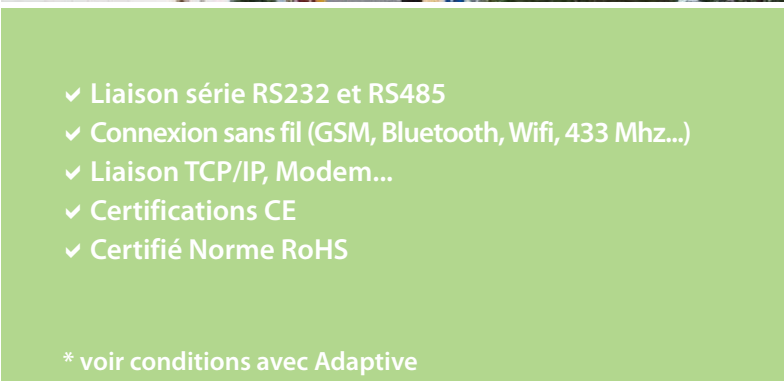 ✓ Liaison série RS232 et RS485
✓ Connexion sans fil (GSM, Bluetooth, Wifi, 433 Mhz...)
✓ Liaison TCP/IP, Modem...
✓ Certifications CE
✓ Certifié Norme RoHS
* voir conditions avec Adaptive